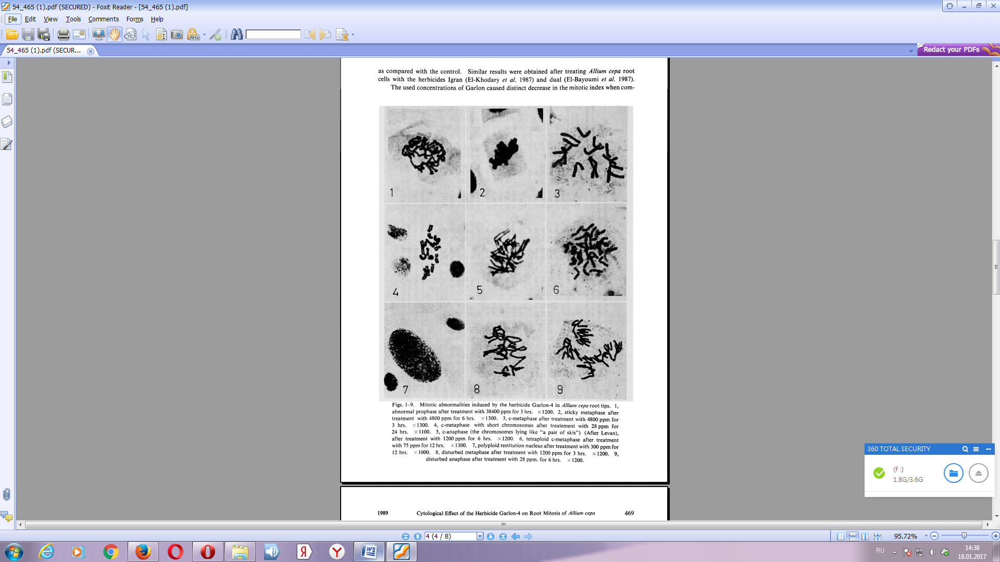 54_465 (1).pdf (SECURED) - Foxit Reader - [54_465 (1).pdf]
File Edit View Tools Comments Forms Help
RMS
54_465 (1).pdf (SECUR...
Redact your PDFs
as compared with the control. Similar results were obtained after treating Allium cepa root
cells with the herbicides Igran (El-Khodary et al. 1987) and dual (El-Bayoumi et al. 1987).
The used concentrations of Garlon caused distinct decrease in the mitotic index when com-
1 2 3
4 5 6
7 8 9
Figs. 1–9. Mitotic abnormalities induced by the herbicide Garlon-4 in Allium cepa root tips. 1,
abnormal prophase after treatment with 38400 ppm for 3 hrs. ×1200. 2, sticky metaphase after
treatment with 4800 ppm for 6 hrs. ×1300. 3, c-metaphase after treatment with 4800 ppm for
3 hrs. ×1300. 4, c-metaphase with short chromosomes after treatement with 28 ppm for
24 hrs. ×1100. 5, c-anaphase (the chromosomes lying like "a pair of skis") (After Levan),
after treatment with 1200 ppm for 6 hrs. ×1200. 6, tetraploid c-metaphase after treatment
with 75 ppm for 12 hrs. ×1300. 7, polyploid restitution nucleus after treatment with 300 ppm for
12 hrs. ×1000. 8, disturbed metaphase after treatment with 1200 ppm for 3 hrs. ×1200. 9,
disturbed anaphase after treatment with 28 ppm. for 6 hrs. ×1200.
360 TOTAL SECURITY
(F:)
1.8G/3.6G
1989 Cytological Effect of the Herbicide Garlon-4 on Root Mitosis of Allium cepa 469
4 (4 / 8)
95.72%
RU
14:38
18.01.2017